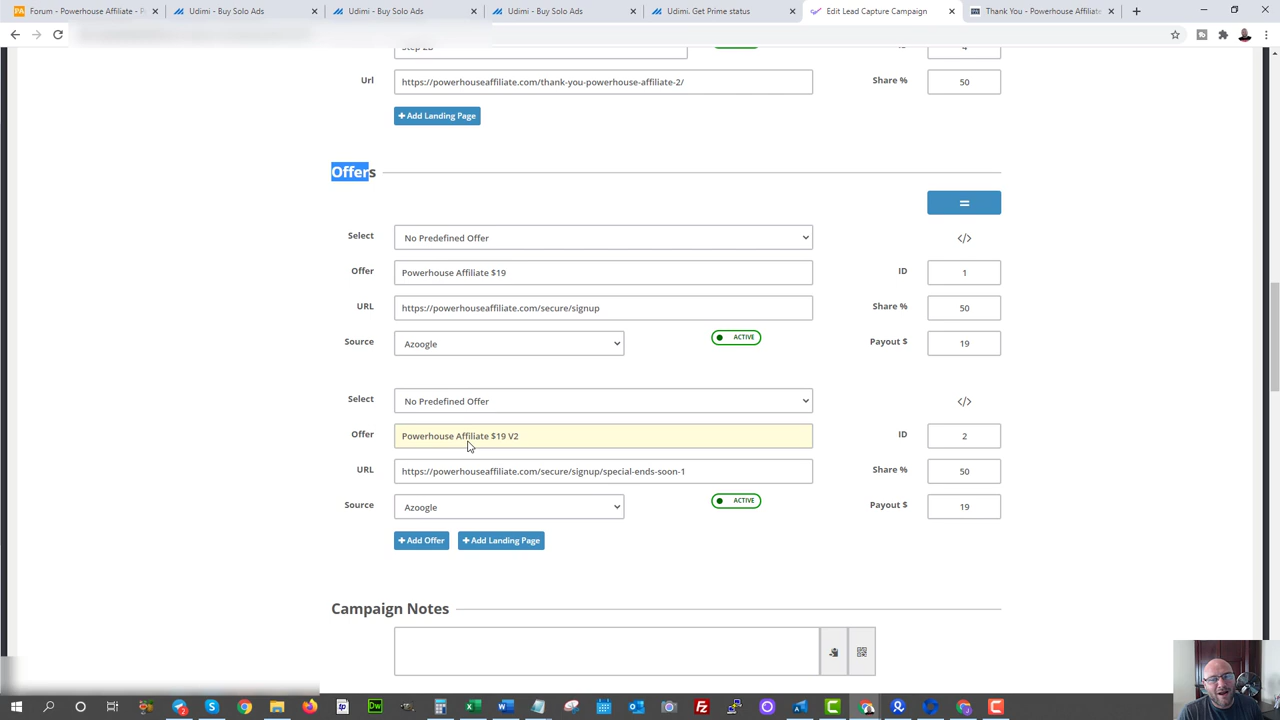 Powerhouse Affiliate - P
Udimi - Buy Solo Ads
Udimi - Buy Solo Ads
Udimi - Buy Solo Ads
Udimi. Get Prime status
Edit Lead Capture Campaign
Thank You - Powerhouse Affiliate
Step 2B
ID
4
Url
https://powerhouseaffiliate.com/thank-you-powerhouse-affiliate-2/
Share %
50
+ Add Landing Page
Offers
=
Select
No Predefined Offer
</>
Offer
Powerhouse Affiliate $19
ID
1
URL
https://powerhouseaffiliate.com/secure/signup
Share %
50
Source
Azoogle
ACTIVE
Payout $
19
Select
No Predefined Offer
</>
Offer
Powerhouse Affiliate $19 V2
ID
2
URL
https://powerhouseaffiliate.com/secure/signup/special-ends-soon-1
Share %
50
Source
Azoogle
ACTIVE
Payout $
19
+ Add Offer
+ Add Landing Page
Campaign Notes